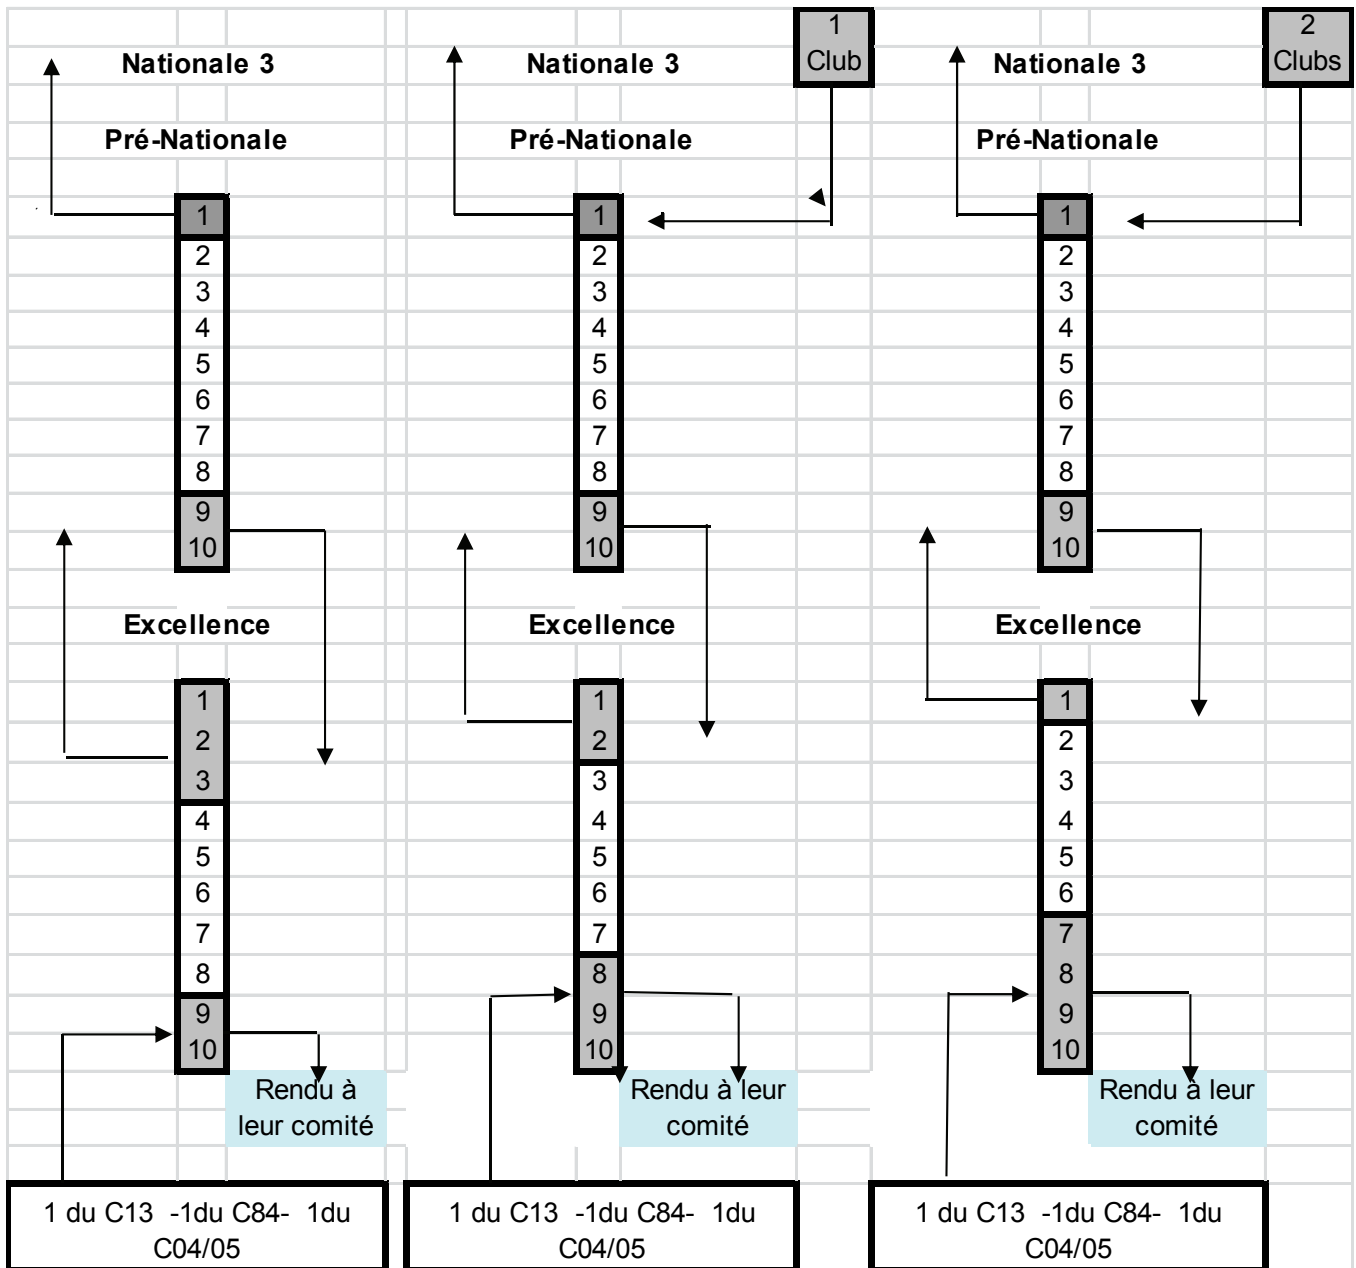 Nationale 3
Pré-Nationale
1
2
3
4
5
6
7
8
9
10
Excellence
1
2
3
4
5
6
7
8
9
10
Rendu à
leur comité
1 du C13 -1du C84- 1du
C04/05
1
Club
Nationale 3
Pré-Nationale
1
2
3
4
5
6
7
8
9
10
Excellence
1
2
3
4
5
6
7
8
9
10
Rendu à leur
comité
1 du C13 -1du C84- 1du
C04/05
2
Clubs
Nationale 3
Pré-Nationale
1
2
3
4
5
6
7
8
9
10
Excellence
1
2
3
4
5
6
7
8
9
10
Rendu à leur
comité
1 du C13 -1du C84- 1du
C04/05